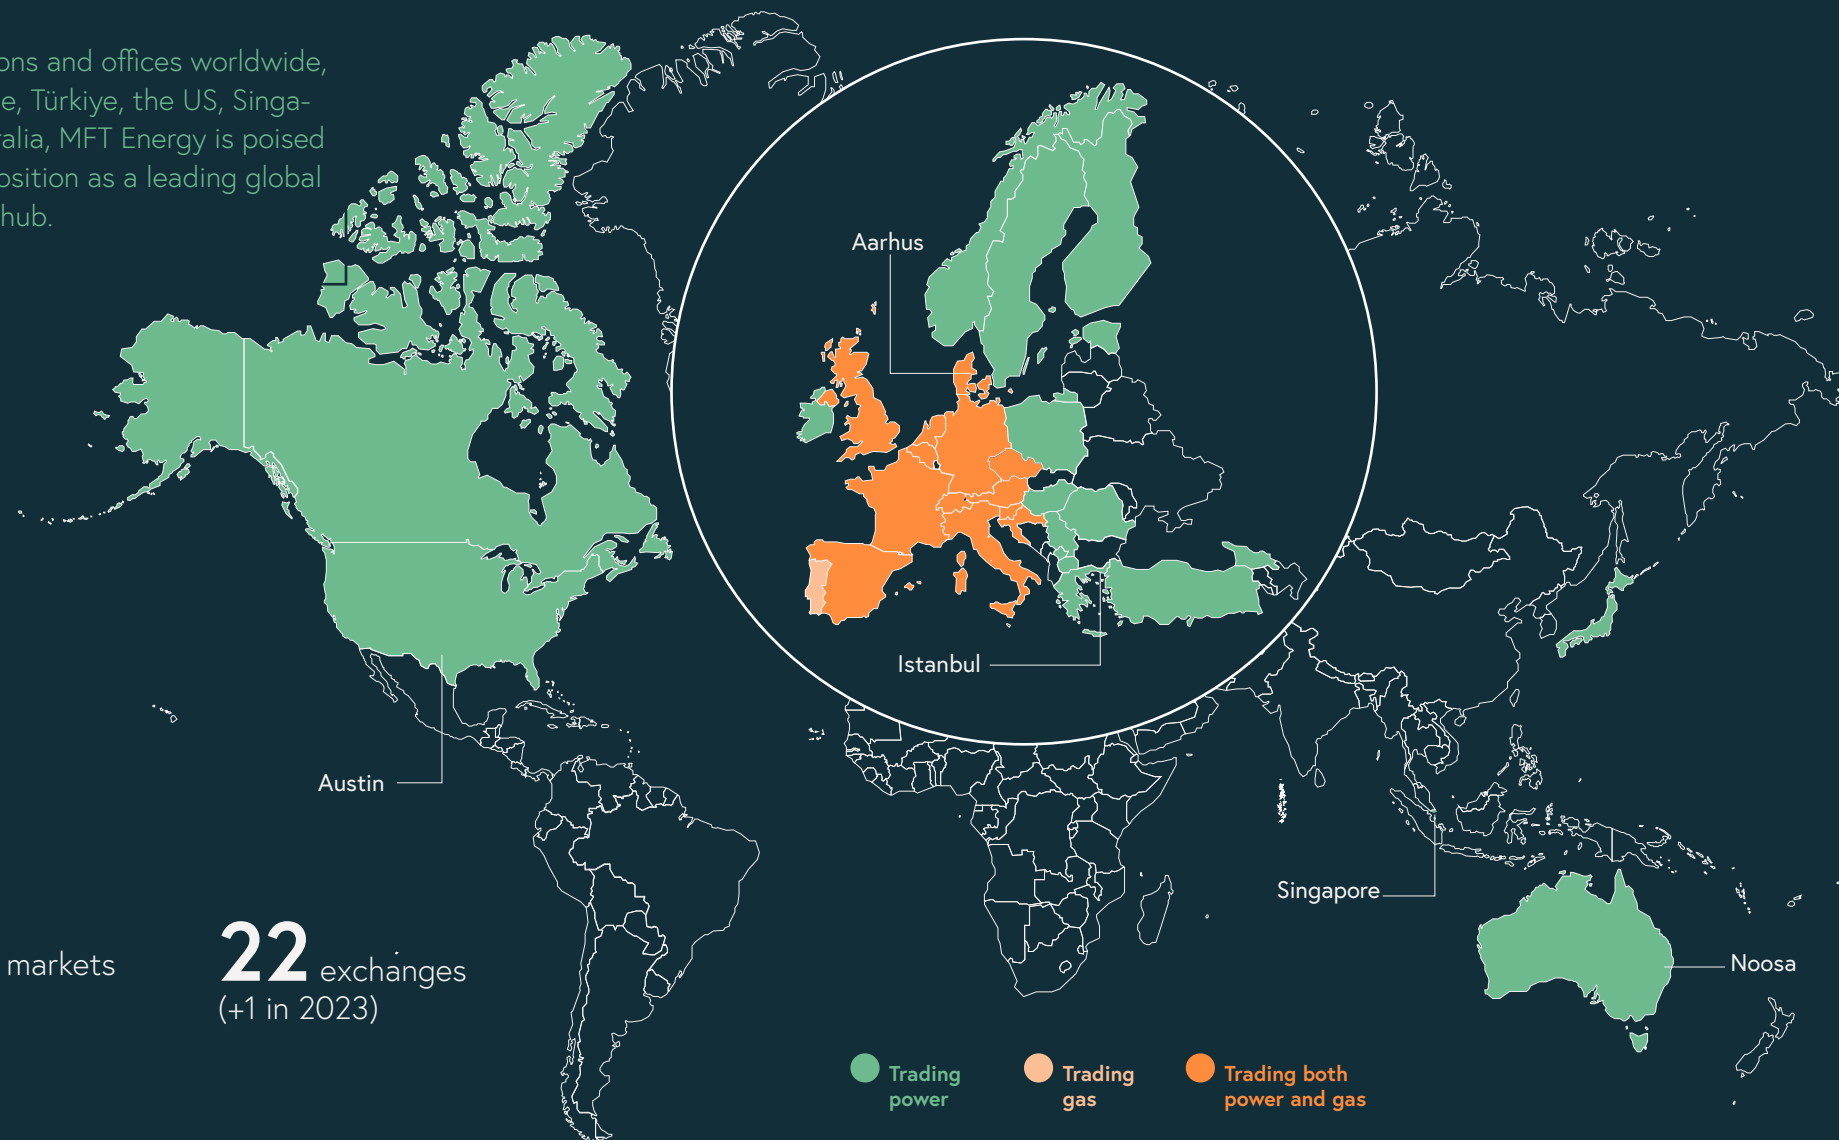 ons and offices worldwide,
e, Türkiye, the US, Singa-
ralia, MFT Energy is poised
osition as a leading global
hub.
Aarhus
Istanbul
Austin
Singapore
Noosa
markets
22 exchanges
(+1 in 2023)
Trading
power
Trading
gas
Trading both
power and gas